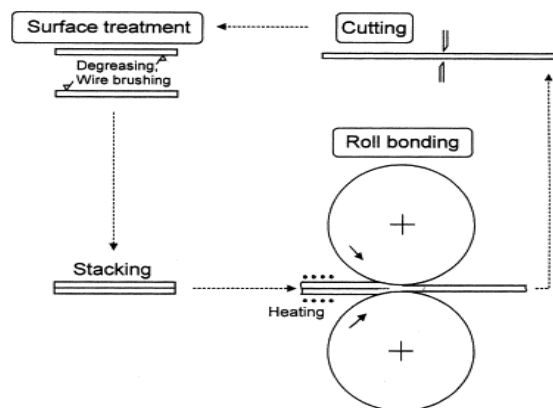 Surface treatment
Degreasing,
Wire brushing
Cutting
Roll bonding
Stacking
Heating